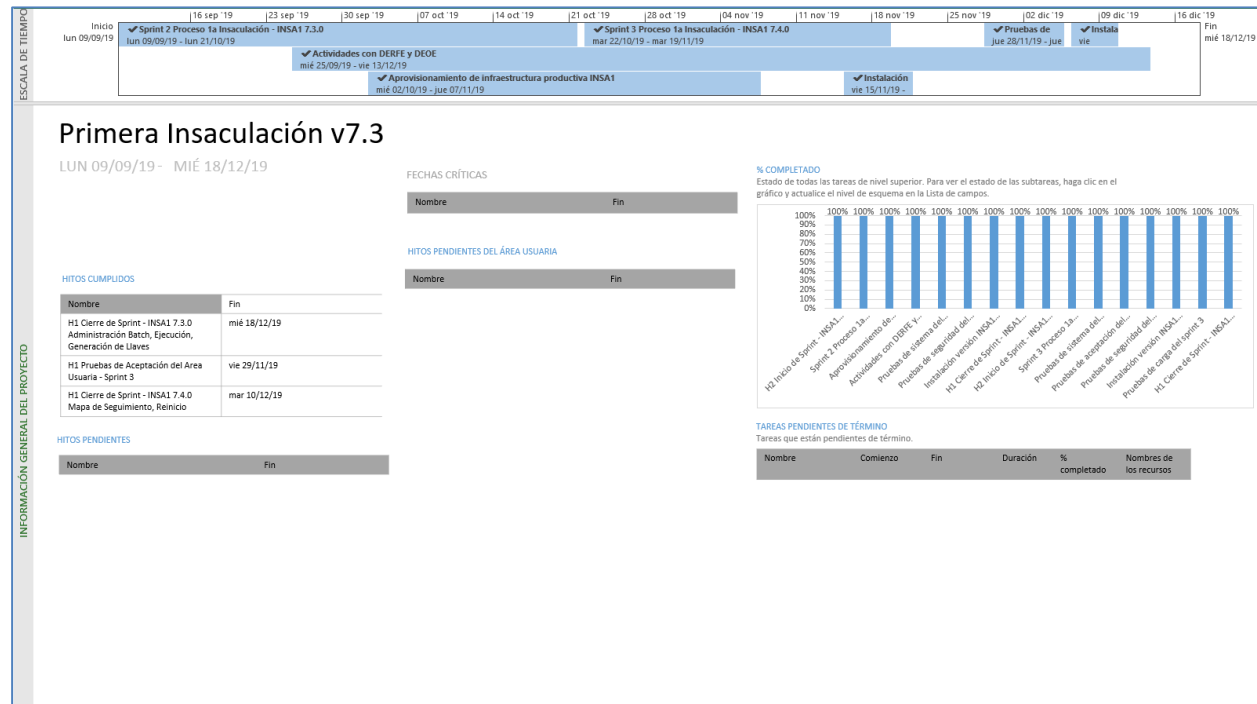 ESCALA DE TIEMPO
16 sep '19
23 sep '19
30 sep '19
07 oct '19
14 oct '19
21 oct '19
28 oct '19
04 nov '19
11 nov '19
18 nov '19
25 nov '19
02 dic '19
09 dic '19
16 dic '19
Inicio
lun 09/09/19
✔Sprint 2 Proceso 1a Insaculación - INSA1 7.3.0
lun 09/09/19 - lun 21/10/19
✔Sprint 3 Proceso 1a Insaculación - INSA1 7.4.0
mar 22/10/19 - mar 19/11/19
✔Pruebas de
jue 28/11/19 - jue
✔Instala
vie
Fin
mié 18/12/19
✔Actividades con DERFE y DEOE
mié 25/09/19 - vie 13/12/19
✔Aprovisionamiento de infraestructura productiva INSA1
mié 02/10/19 - jue 07/11/19
✔Instalación
vie 15/11/19 -
INFORMACIÓN GENERAL DEL PROYECTO
Primera Insaculación v7.3
LUN 09/09/19 - MIÉ 18/12/19
HITOS CUMPLIDOS
Nombre Fin
H1 Cierre de Sprint - INSA1 7.3.0 mié 18/12/19
Administración Batch, Ejecución,
Generación de Llaves
H1 Pruebas de Aceptación del Area vie 29/11/19
Usuaria - Sprint 3
H1 Cierre de Sprint - INSA1 7.4.0 mar 10/12/19
Mapa de Seguimiento, Reinicio
HITOS PENDIENTES
Nombre Fin
FECHAS CRÍTICAS
Nombre Fin
HITOS PENDIENTES DEL ÁREA USUARIA
Nombre Fin
% COMPLETADO
Estado de todas las tareas de nivel superior. Para ver el estado de las subtareas, haga clic en el
gráfico y actualice el nivel de esquema en la Lista de campos.
100% 100% 100% 100% 100% 100% 100% 100% 100% 100% 100% 100% 100% 100% 100% 100%
100%
90%
80%
70%
60%
50%
40%
30%
20%
10%
0%
H2 Inicio de Sprint - INSA1...
Sprint 2 Proceso 1a...
Aprovisionamiento de...
Actividades con DERFE y...
Pruebas de sistema del...
Pruebas de seguridad del...
Instalación versión INSA1...
H1 Cierre de Sprint - INSA1...
H2 Inicio de Sprint - INSA1...
Sprint 3 Proceso 1a...
Pruebas de sistema del...
Pruebas de aceptación del...
Pruebas de seguridad del...
Instalación versión INSA1...
Pruebas de carga del sprint 3
H1 Cierre de Sprint - INSA1...
TAREAS PENDIENTES DE TÉRMINO
Tareas que están pendientes de término.
Nombre Comienzo Fin Duración % Nombres de
completado los recursos